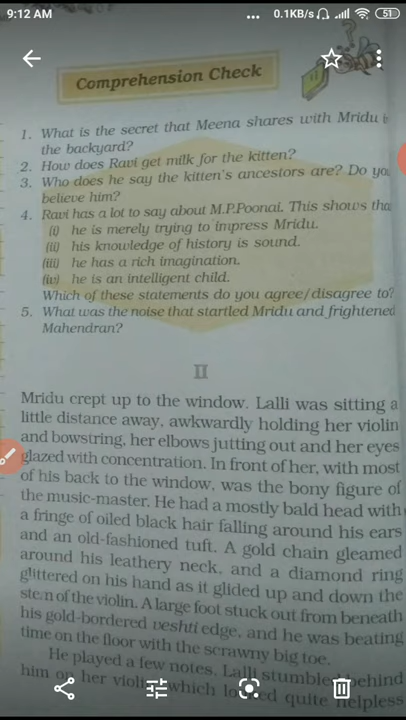 9:12 AM ... 0.1KB/s 51
Comprehension Check
1. What is the secret that Meena shares with Mridu
the backyard?
2. How does Ravi get milk for the kitten?
3. Who does he say the kitten's ancestors are? Do
believe him?
4. Ravi has a lot to say about M.P.Poonai. This shows
(i) he is merely trying to impress Mridu.
(ii) his knowledge of history is sound.
(iii) he has a rich imagination.
(iv) he is an intelligent child.
Which of these statements do you agree/disagree to?
5. What was the noise that startled Mridu and frightened
Mahendran?
II
Mridu crept up to the window. Lalli was sitting a
little distance away, awkwardly holding her violin
and bowstring, her elbows jutting out and her eyes
glazed with concentration. In front of her, with most
of his back to the window, was the bony figure of
the music-master. He had a mostly bald head with
a fringe of oiled black hair falling around his ears
and an old-fashioned tuft. A gold chain gleamed
around his leathery neck, and a diamond ring
glittered on his hand as it glided up and down the
stem of the violin. A large foot stuck out from beneath
his gold-bordered veshti edge, and he was beating
time on the floor with the scrawny big toe.
He played a few notes. Lalli stumbled behind
him on her violin, which looked quite helpless